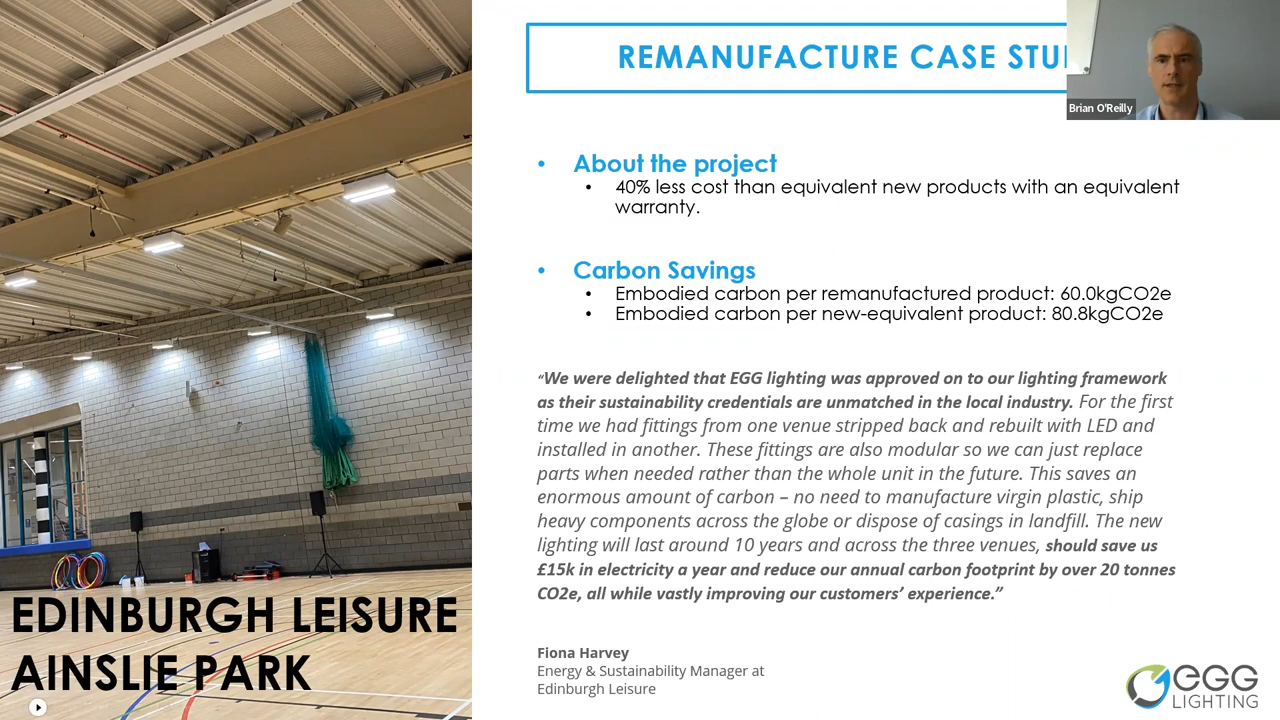 REMANUFACTURE CASE STU
Brian O'Reilly
• About the project
• 40% less cost than equivalent new products with an equivalent
warranty.
• Carbon Savings
• Embodied carbon per remanufactured product: 60.0kgCO2e
• Embodied carbon per new-equivalent product: 80.8kgCO2e
“We were delighted that EGG lighting was approved on to our lighting framework
as their sustainability credentials are unmatched in the local industry. For the first
time we had fittings from one venue stripped back and rebuilt with LED and
installed in another. These fittings are also modular so we can just replace
parts when needed rather than the whole unit in the future. This saves an
enormous amount of carbon – no need to manufacture virgin plastic, ship
heavy components across the globe or dispose of casings in landfill. The new
lighting will last around 10 years and across the three venues, should save us
£15k in electricity a year and reduce our annual carbon footprint by over 20 tonnes
CO2e, all while vastly improving our customers’ experience.”
EDINBURGH LEISURE
AINSLIE PARK
Fiona Harvey
Energy & Sustainability Manager at
Edinburgh Leisure
EGG
LIGHTING